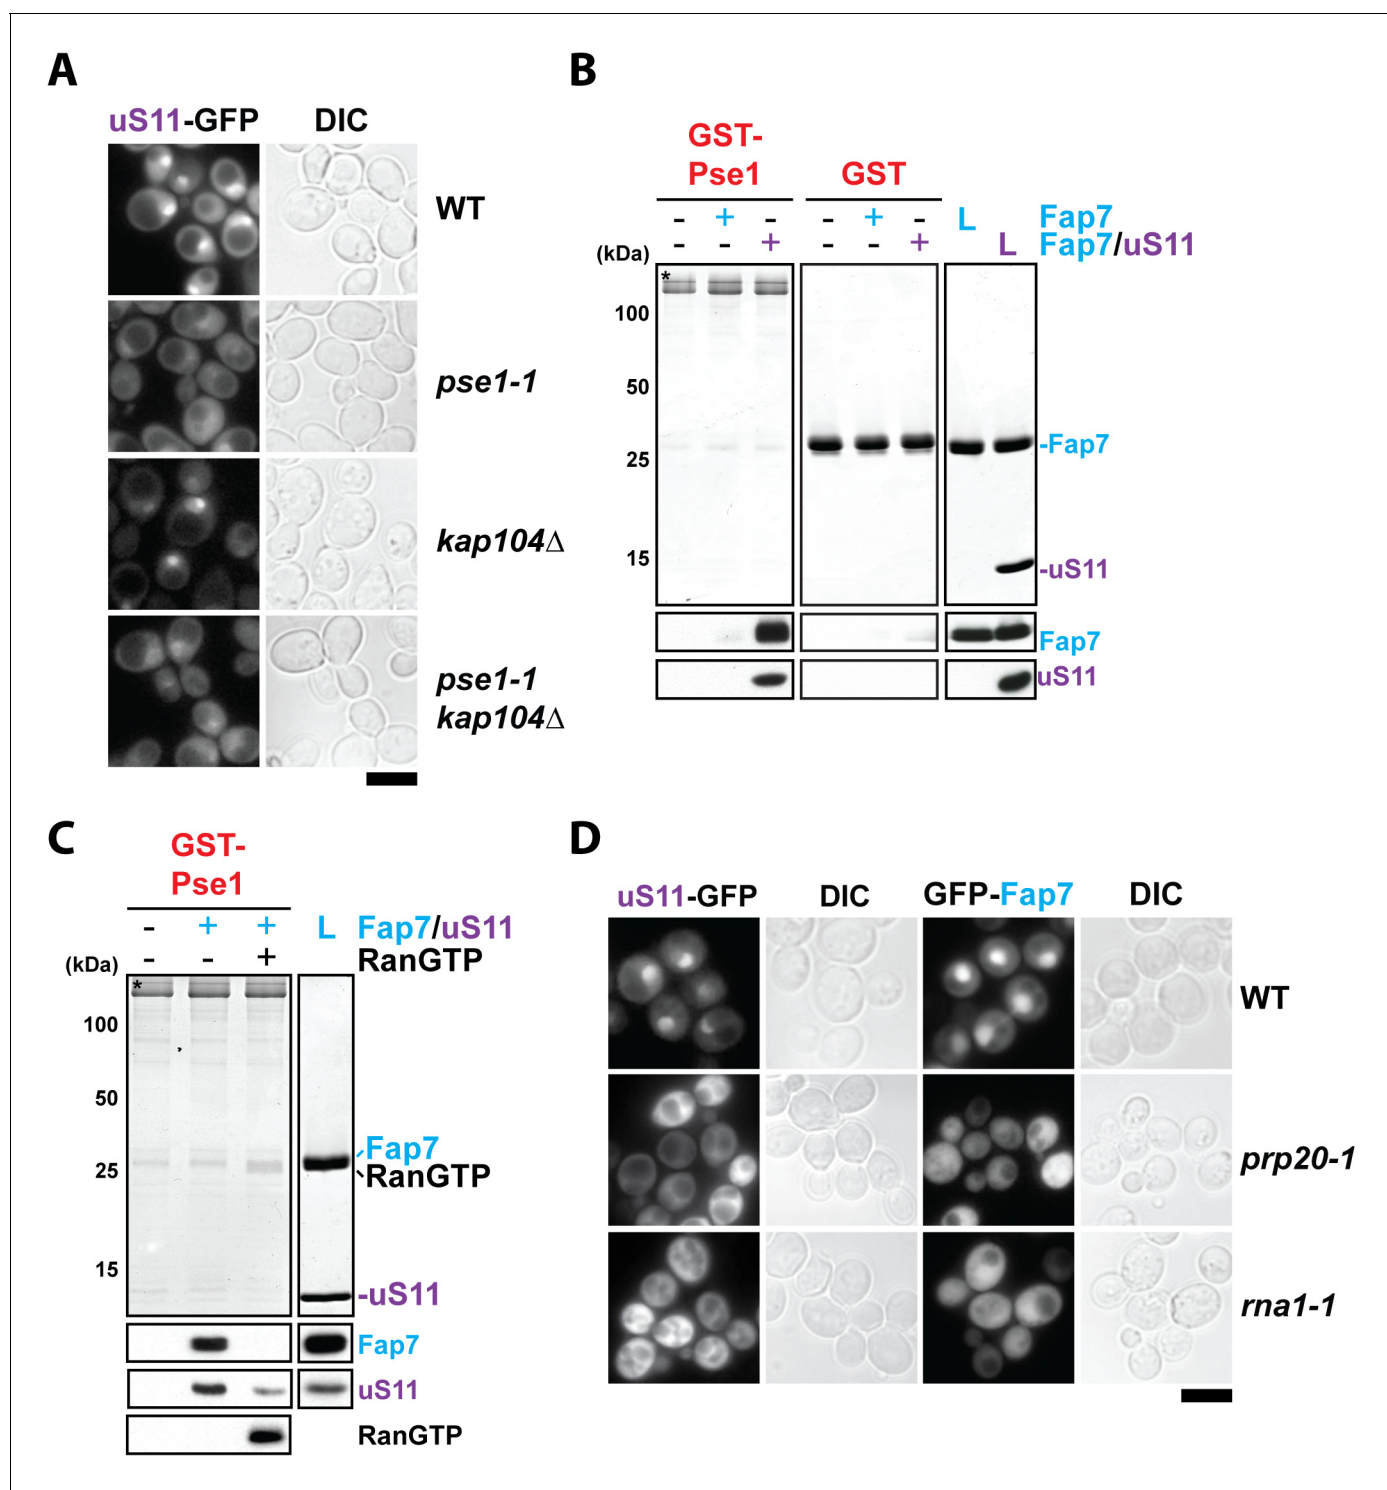 A
uS11-GFP DIC
WT
pse1-1
kap104Δ
pse1-1
kap104Δ
B
GST-
Pse1 GST
- + - - + - L Fap7
- - + - - + L Fap7/uS11
(kDa)
*
100
50
-Fap7
25
15
-uS11
Fap7
uS11
C
GST-
Pse1
- + + L Fap7/uS11
- - + RanGTP
(kDa)
*
100
50
Fap7
25 RanGTP
15
-uS11
Fap7
uS11
RanGTP
D
uS11-GFP DIC GFP-Fap7 DIC
WT
prp20-1
rna1-1